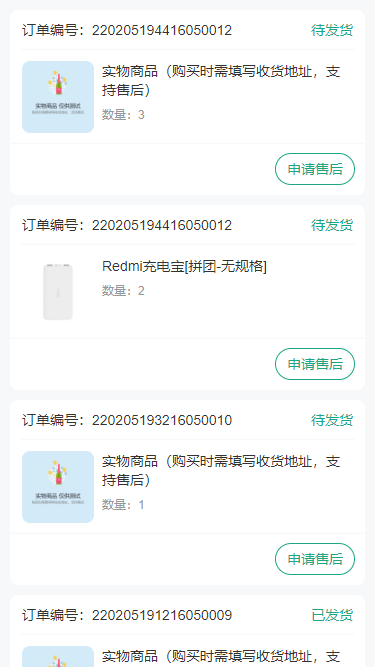 订单编号：220205194416050012
待发货
实物商品 仅供测试
实物商品（购买时需填写收货地址，支
持售后）
数量：3
申请售后
订单编号：220205194416050012
待发货
Redmi充电宝[拼团-无规格]
数量：2
申请售后
订单编号：220205193216050010
待发货
实物商品 仅供测试
实物商品（购买时需填写收货地址，支
持售后）
数量：1
申请售后
订单编号：220205191216050009
已发货
实物商品（购买时需填写收货地址，支